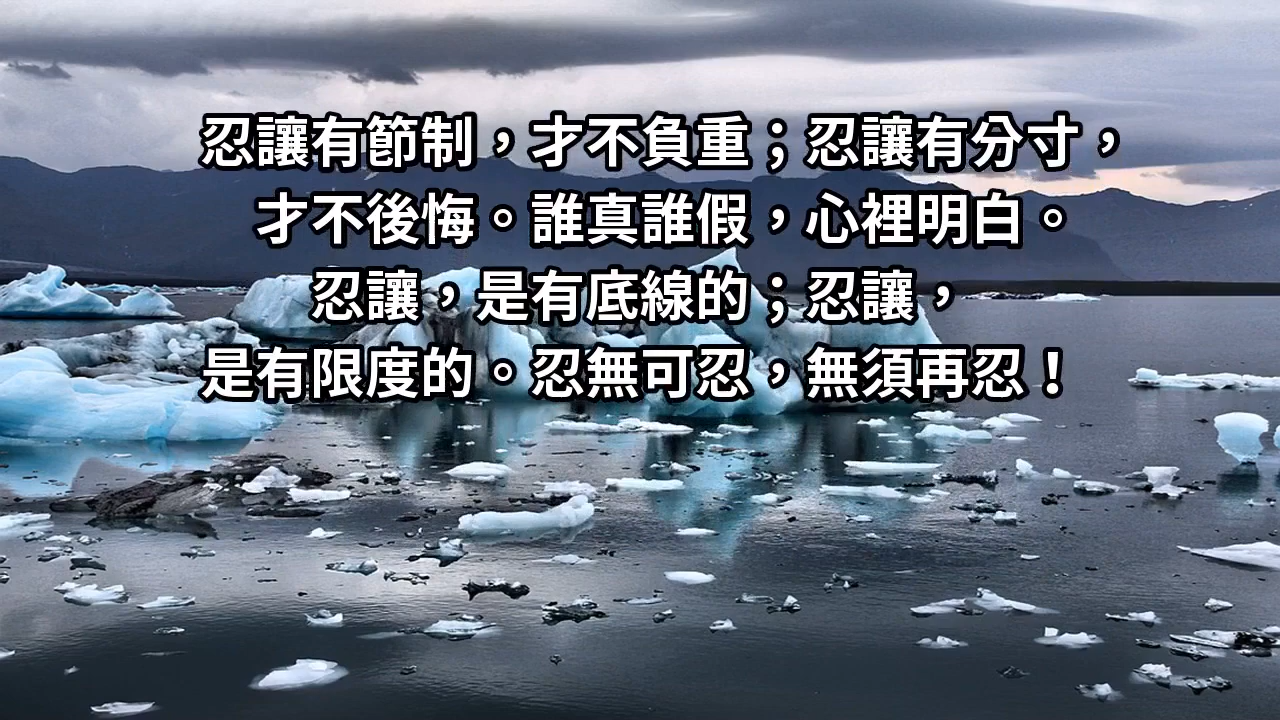 忍讓有節制，才不負重；忍讓有分寸，
才不後悔。誰真誰假，心裡明白。
忍讓，是有底線的；忍讓，
是有限度的。忍無可忍，無須再忍！